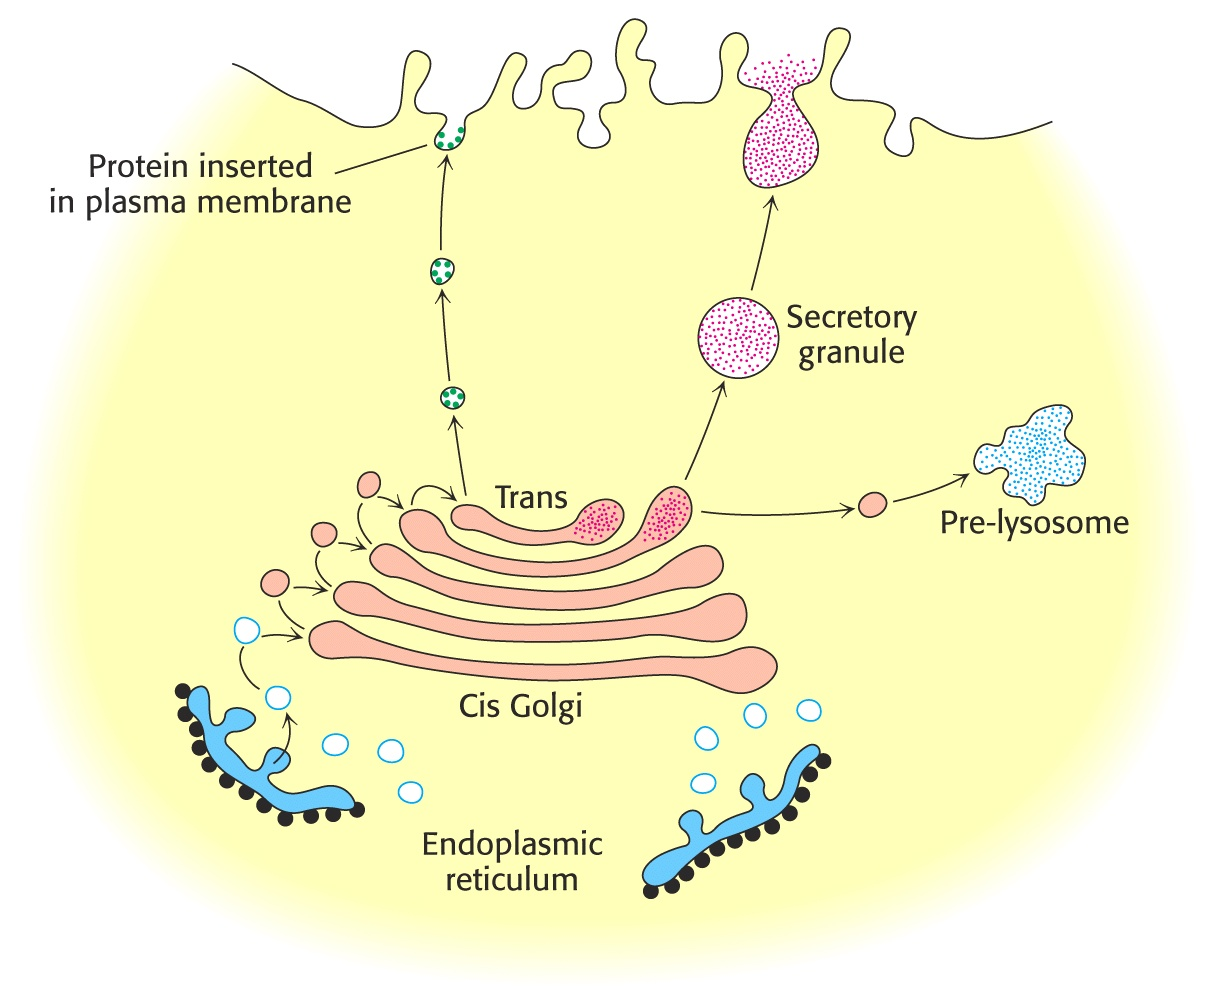 Protein inserted
in plasma membrane
Secretory
granule
Trans
Pre-lysosome
Cis Golgi
Endoplasmic
reticulum